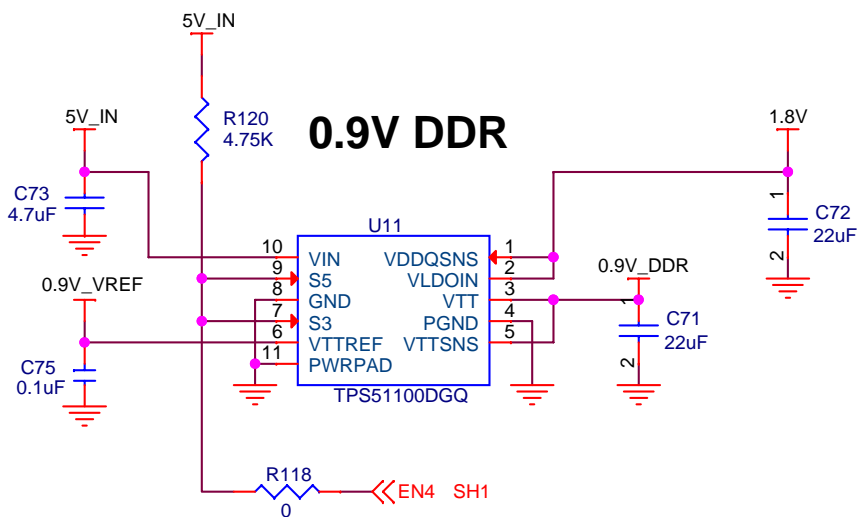 5V_IN
R120
4.75K
0.9V DDR
5V_IN
1.8V
C73
4.7uF
1
C72
22uF
2
U11
10 VIN VDDQSNS 1
9 S5 VLDOIN 2
8 GND VTT 3
7 S3 PGND 4
6 VTTREF VTTSNS 5
11 PWRPAD
TPS51100DGQ
0.9V_VREF
C75
0.1uF
0.9V_DDR
1
C71
22uF
2
R118
0
EN4 SH1